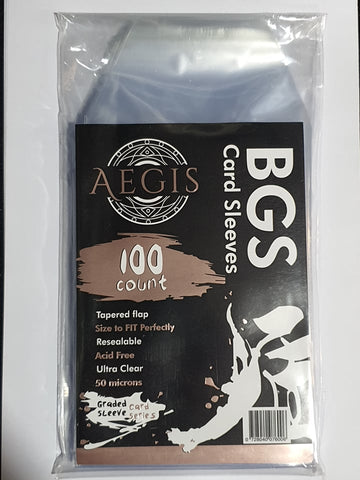 AEGIS
BGS
Card Sleeves
100
count
Tapered flap
Size to FIT Perfectly
Resealable
Acid Free
Ultra Clear
50 microns
Graded card
sleeve series